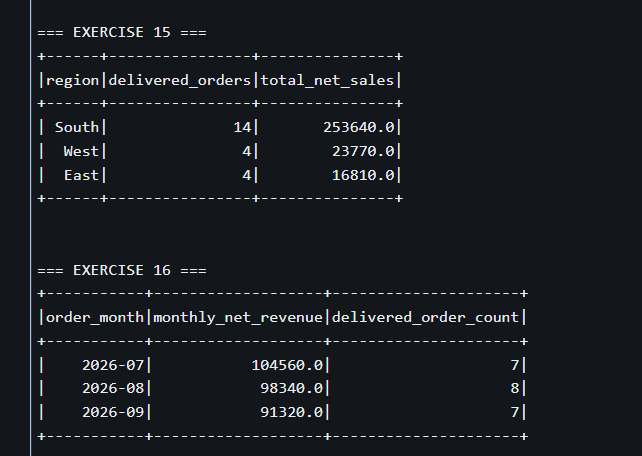 === EXERCISE 15 ===
+------+----------------+---------------+
|region|delivered_orders|total_net_sales|
+------+----------------+---------------+
| South|              14|       253640.0|
|  West|               4|        23770.0|
|  East|               4|        16810.0|
+------+----------------+---------------+
=== EXERCISE 16 ===
+-----------+-------------------+---------------------+
|order_month|monthly_net_revenue|delivered_order_count|
+-----------+-------------------+---------------------+
|    2026-07|           104560.0|                    7|
|    2026-08|            98340.0|                    8|
|    2026-09|            91320.0|                    7|
+-----------+-------------------+---------------------+